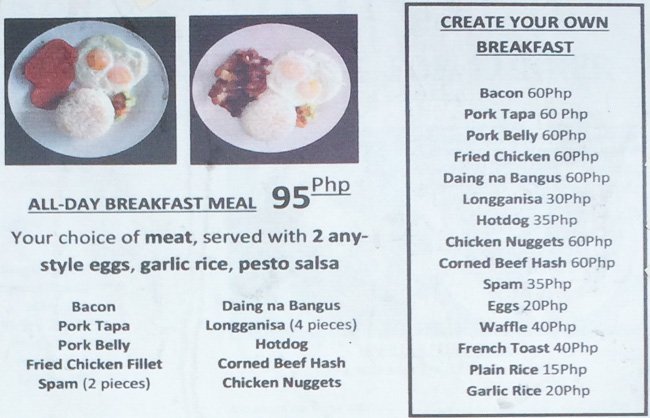 ALL-DAY BREAKFAST MEAL 95Php
Your choice of meat, served with 2 any-
style eggs, garlic rice, pesto salsa
Bacon
Pork Tapa
Pork Belly
Fried Chicken Fillet
Spam (2 pieces)
Daing na Bangus
Longganisa (4 pieces)
Hotdog
Corned Beef Hash
Chicken Nuggets
CREATE YOUR OWN
BREAKFAST
Bacon 60Php
Pork Tapa 60 Php
Pork Belly 60Php
Fried Chicken 60Php
Daing na Bangus 60Php
Longganisa 30Php
Hotdog 35Php
Chicken Nuggets 60Php
Corned Beef Hash 60Php
Spam 35Php
Eggs 20Php
Waffle 40Php
French Toast 40Php
Plain Rice 15Php
Garlic Rice 20Php